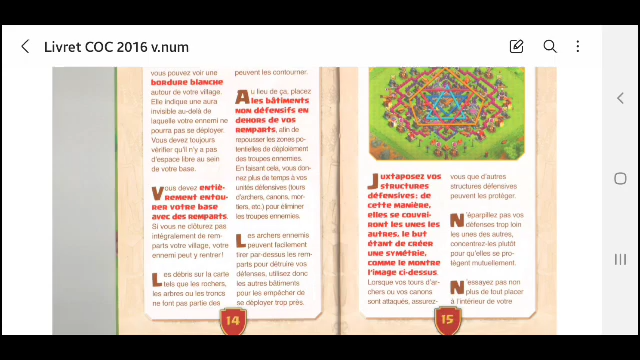 Livret COC 2016 v.num
vous pouvez voir une
bordure blanche
autour de votre village.
Elle indique une aura
invisible au-delà de
laquelle votre ennemi ne
pourra pas se déployer.
Vous devez toujours
vérifier qu'il n'y a pas
d'espace libre au sein
de votre base.
Vous devez entiè-
rement entou-
rer votre base
avec des remparts.
Si vous ne clôturez pas
intégralement de rem-
parts votre village, votre
ennemi peut y rentrer!
Les débris sur la carte
tels que les rochers,
les arbres ou les troncs
ne font pas partie des
peuvent les contourner.
Au lieu de ça, placez
les bâtiments
non défensifs en
dehors de vos
remparts, afin de
repousser les zones po-
tentielles de déploiement
des troupes ennemies.
En faisant cela, vous don-
nez plus de temps à vos
unités défensives (tours
d'archers, canons, mor-
tiers, etc.) pour éliminer
les troupes ennemies.
Les archers ennemis
peuvent facilement
tirer par-dessus les rem-
parts pour détruire vos
défenses, utilisez donc
les autres bâtiments
pour les empêcher de
se déployer trop près.
14
Juxtaposez vos
structures
défensives : de
cette manière,
elles se couvri-
ront les unes les
autres, le but
étant de créer
une symétrie,
comme le montre
l'image ci-dessus.
Lorsque vos tours d'ar-
chers ou vos canons
sont attaqués, assurez-
vous que d'autres
structures défensives
peuvent les protéger.
N'éparpillez pas vos
défenses trop loin
les unes des autres,
concentrez-les plutôt
pour qu'elles se pro-
tègent mutuellement.
N'essayez pas non
plus de tout placer
à l'intérieur de votre
15